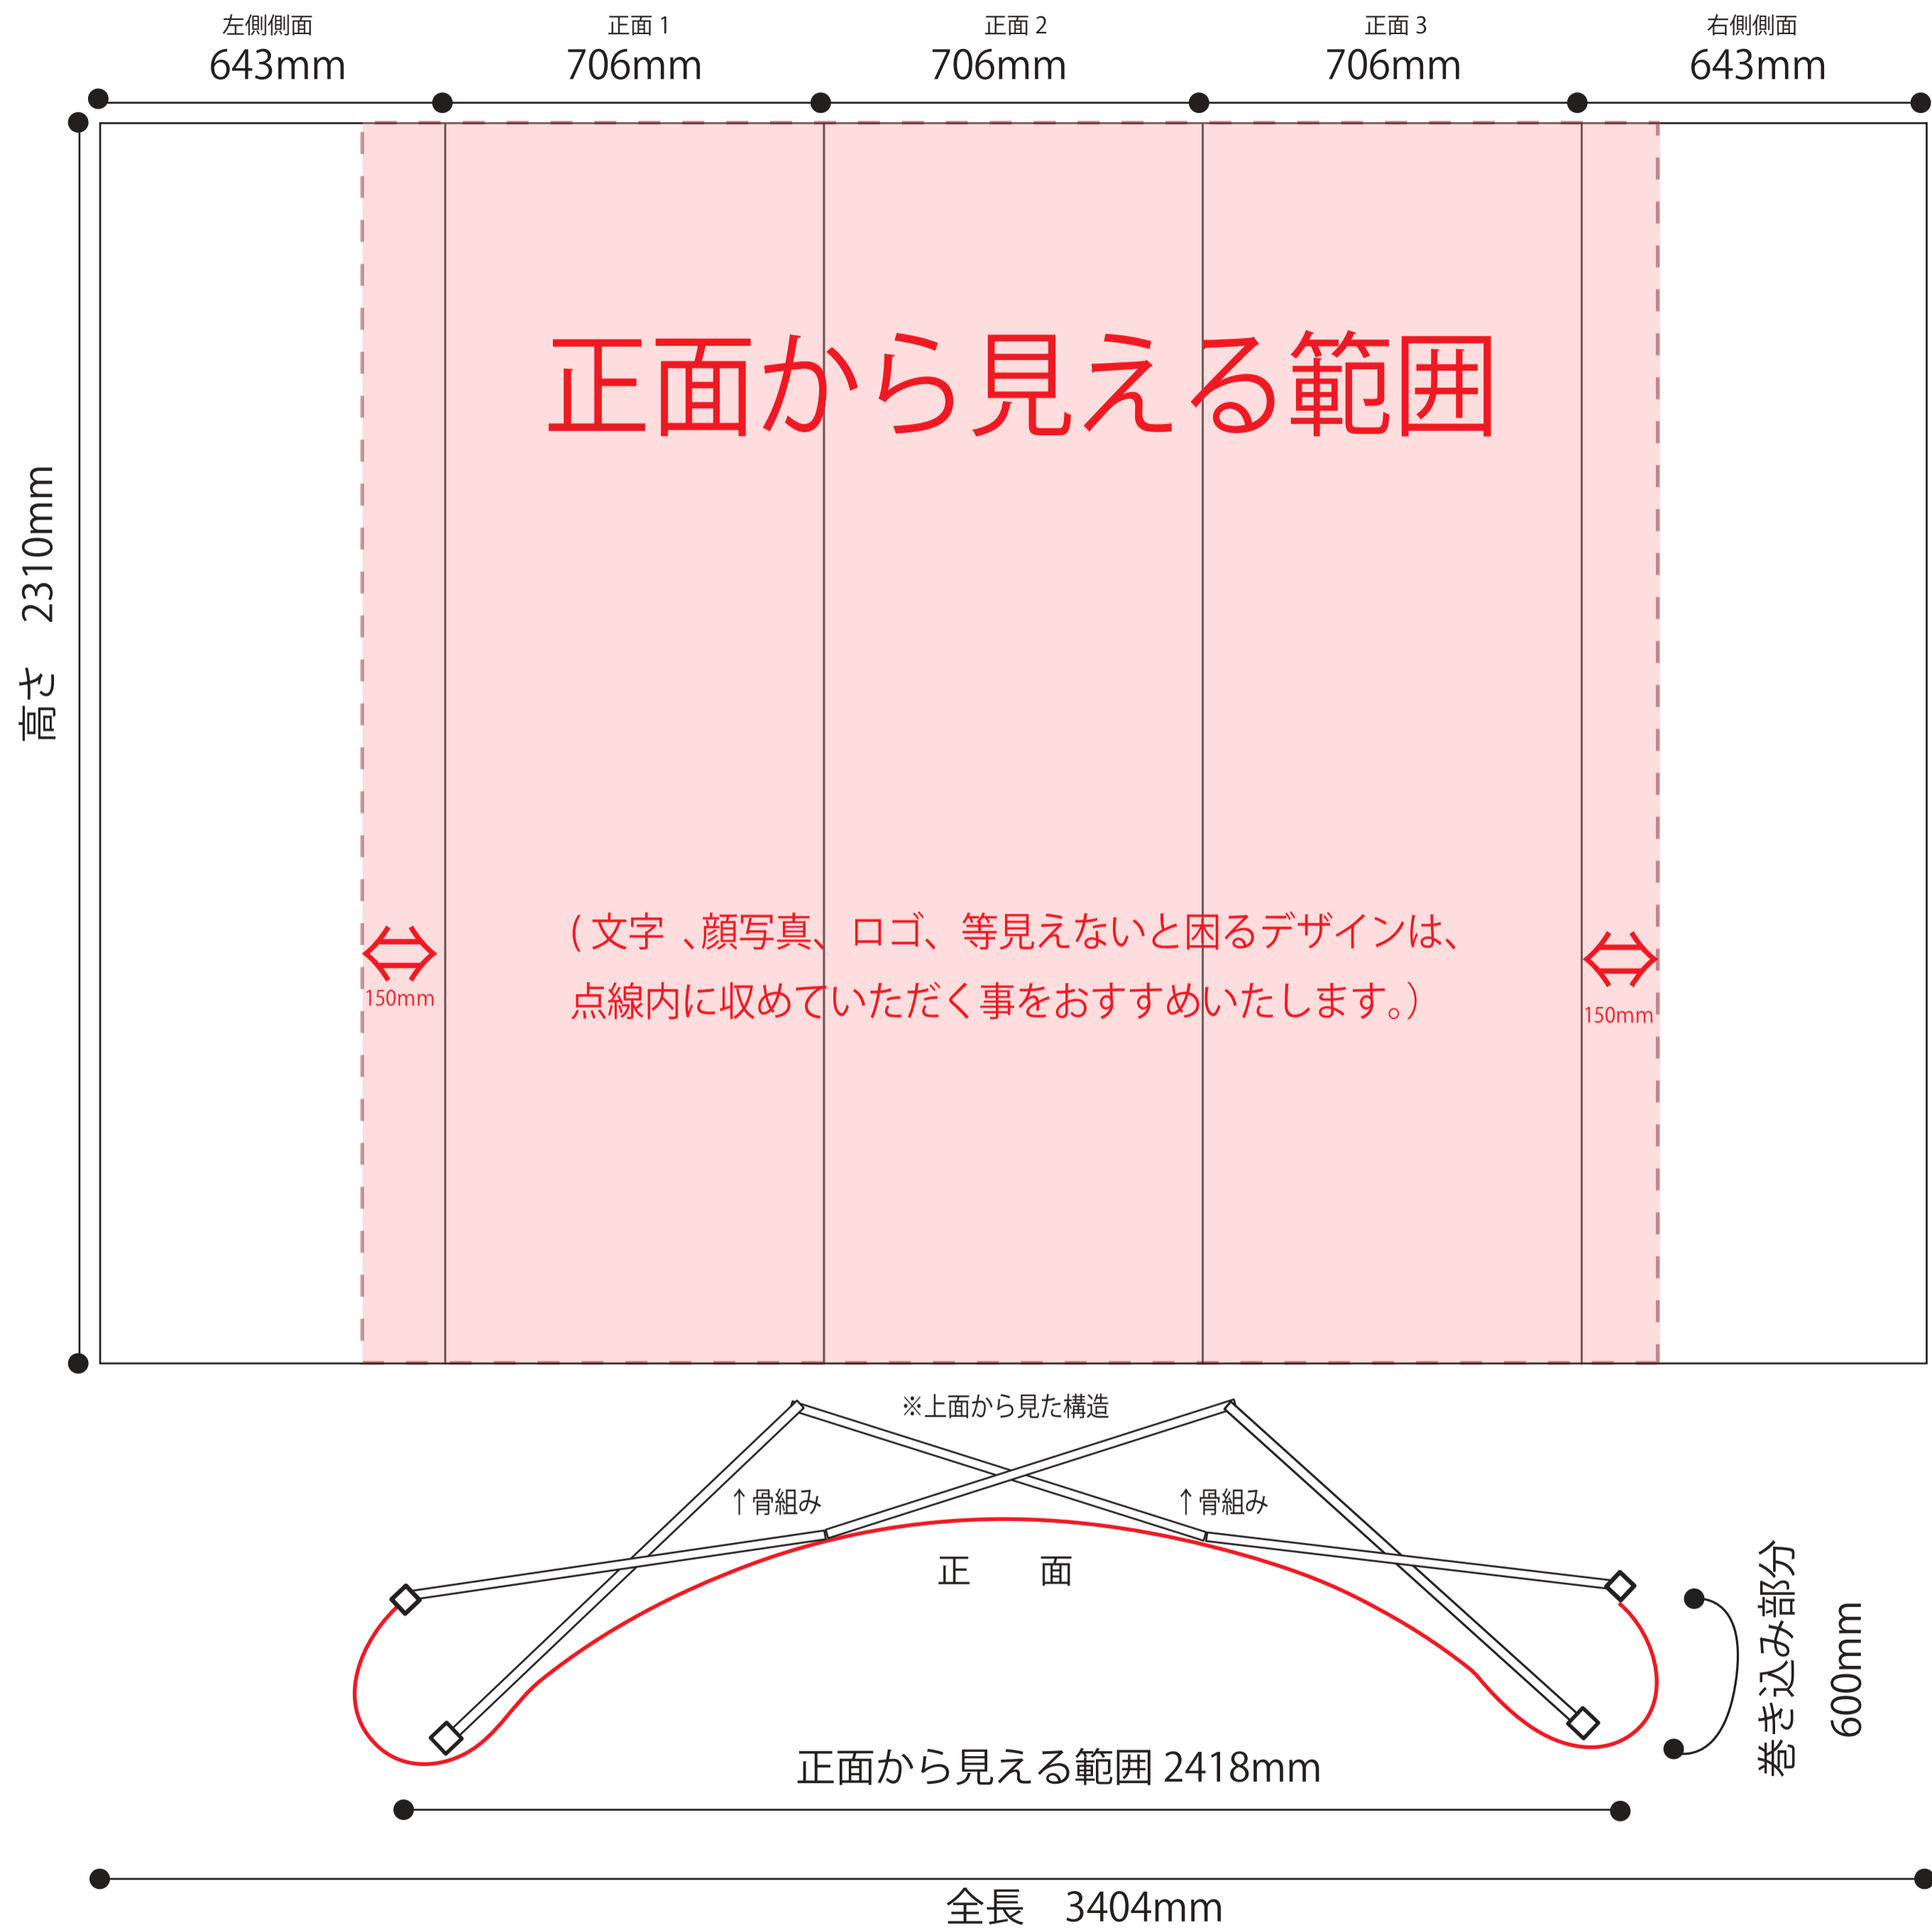 左側側面
643mm
正面 1
706mm
正面 2
706mm
正面 3
706mm
右側側面
643mm
高さ 2310mm
正面から見える範囲
(文字 、顔写真、ロゴ、等見えないと困るデザインは、
点線内に収めていただく事をおすすめいたします。)
150mm
150mm
※正面から見た構造
↑骨組み
↑骨組み
正 面
巻き込み部分
600mm
正面から見える範囲 2418mm
全長 3404mm